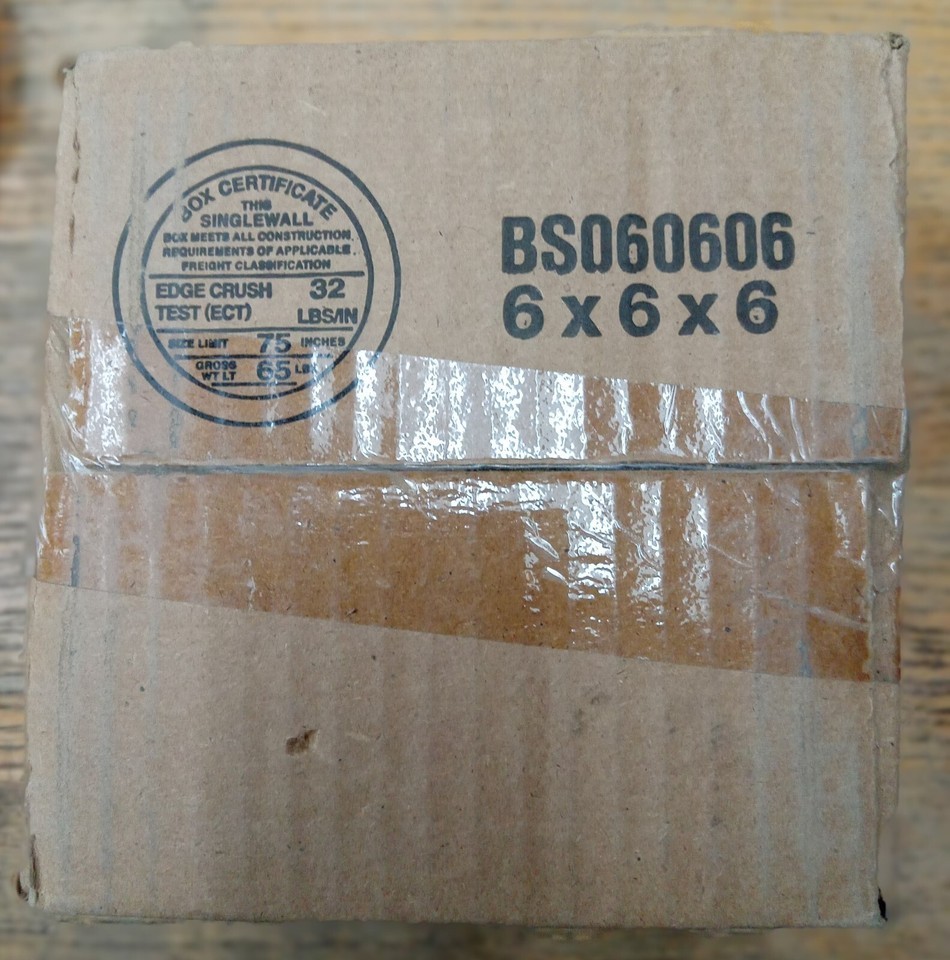 BOX CERTIFICATE
THIS
SINGLEWALL
BOX MEETS ALL CONSTRUCTION
REQUIREMENTS OF APPLICABLE
FREIGHT CLASSIFICATION
EDGE CRUSH 32
TEST (ECT) LBS/IN
SIZE LIMIT 75 INCHES
GROSS
WT LT 65 LBS
BS060606
6 x 6 x 6